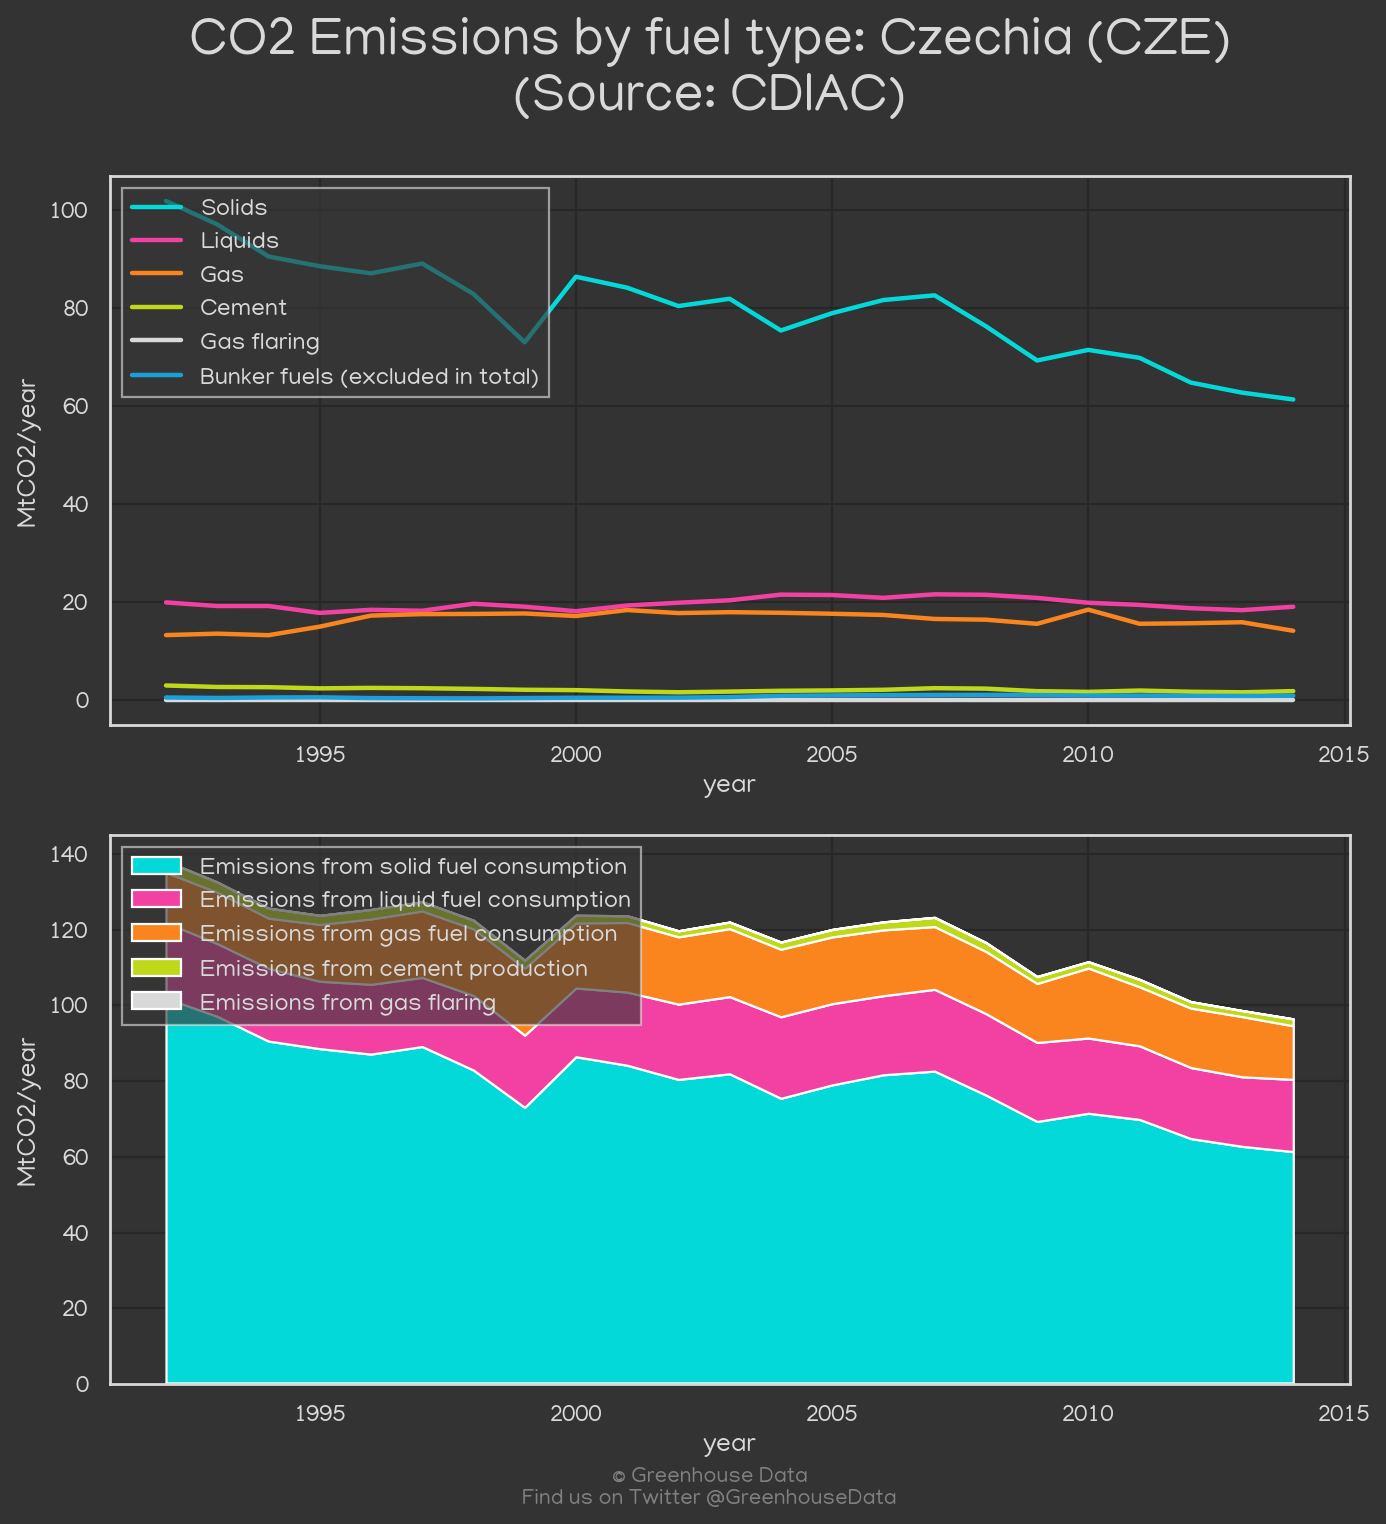 CO2 Emissions by fuel type: Czechia (CZE)
(Source: CDIAC)
Solids
Liquids
Gas
Cement
Gas flaring
Bunker fuels (excluded in total)
100
80
60
40
20
0
MtCO2/year
1995 2000 2005 2010 2015
year
Emissions from solid fuel consumption
Emissions from liquid fuel consumption
Emissions from gas fuel consumption
Emissions from cement production
Emissions from gas flaring
140
120
100
80
60
40
20
0
MtCO2/year
1995 2000 2005 2010 2015
year
© Greenhouse Data
Find us on Twitter @GreenhouseData